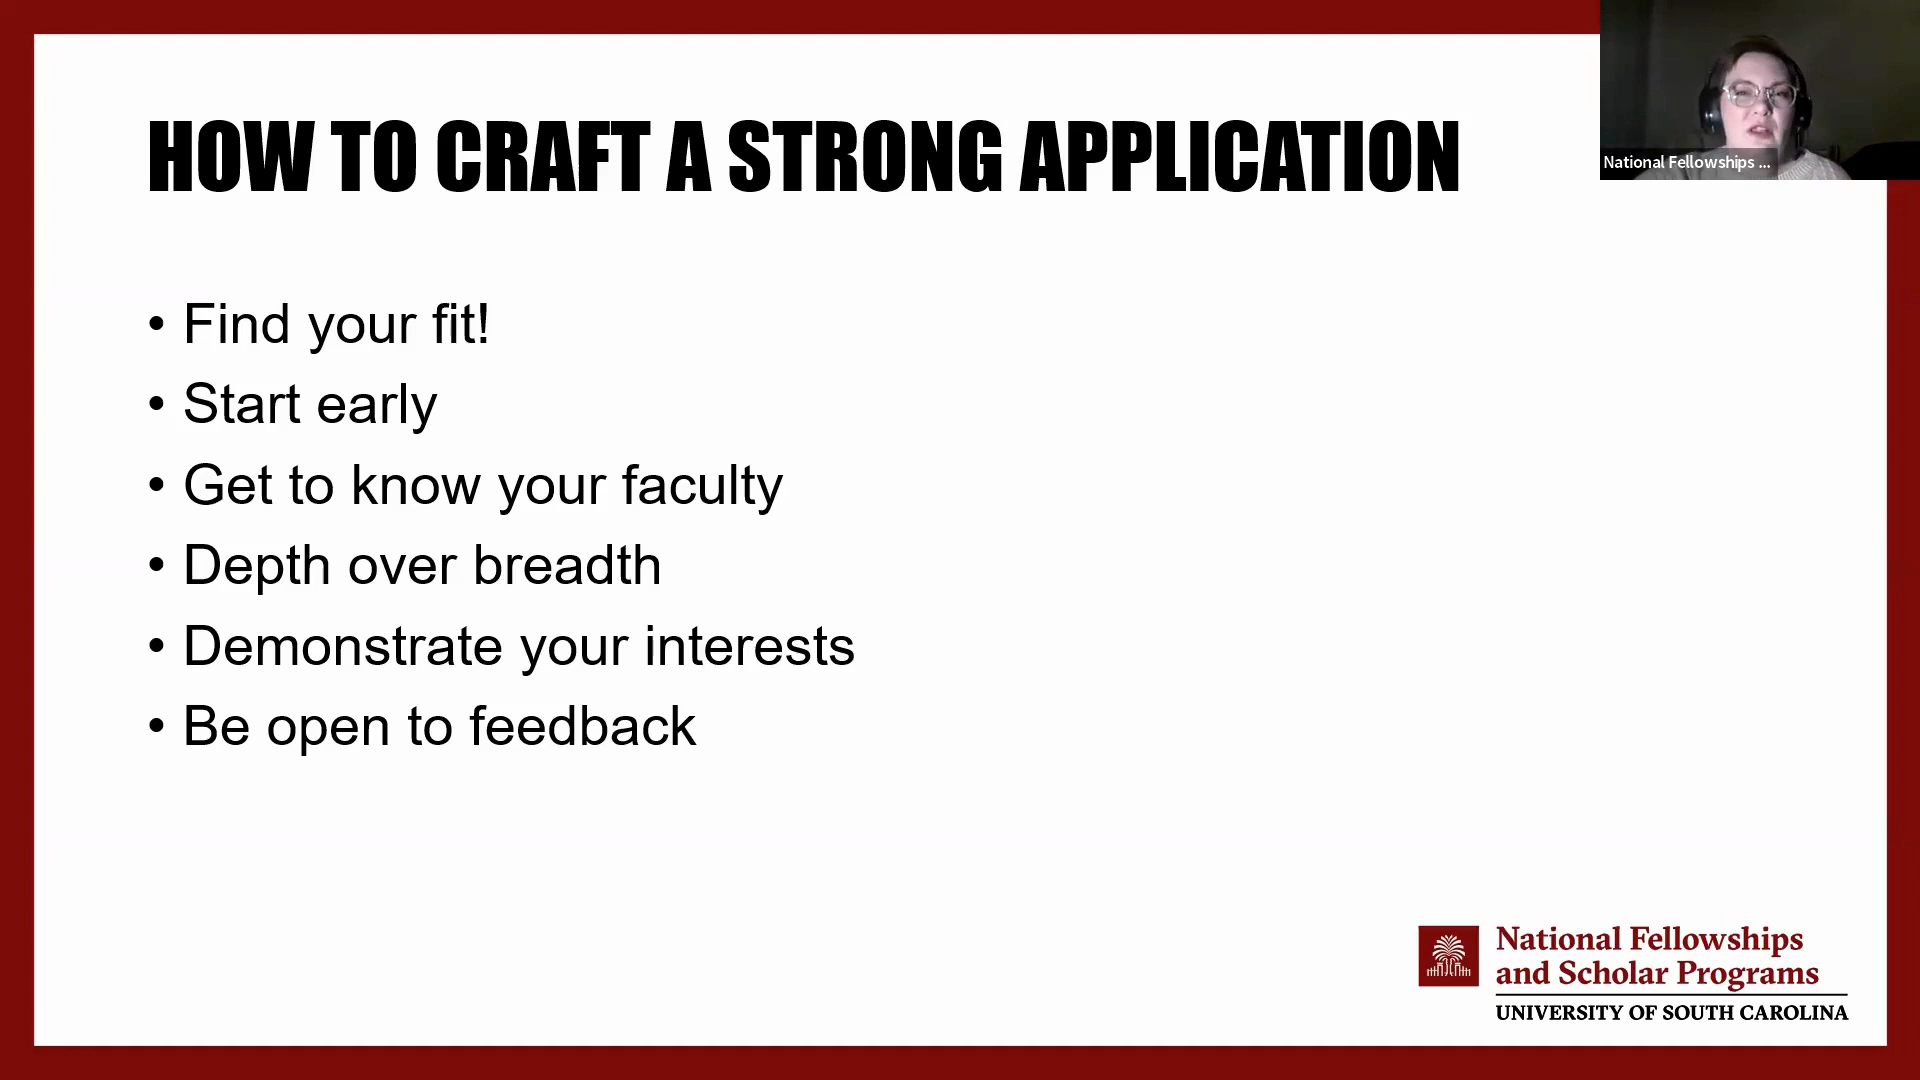 HOW TO CRAFT A STRONG APPLICATION
National Fellowships ...
• Find your fit!
• Start early
• Get to know your faculty
• Depth over breadth
• Demonstrate your interests
• Be open to feedback
National Fellowships
and Scholar Programs
UNIVERSITY OF SOUTH CAROLINA